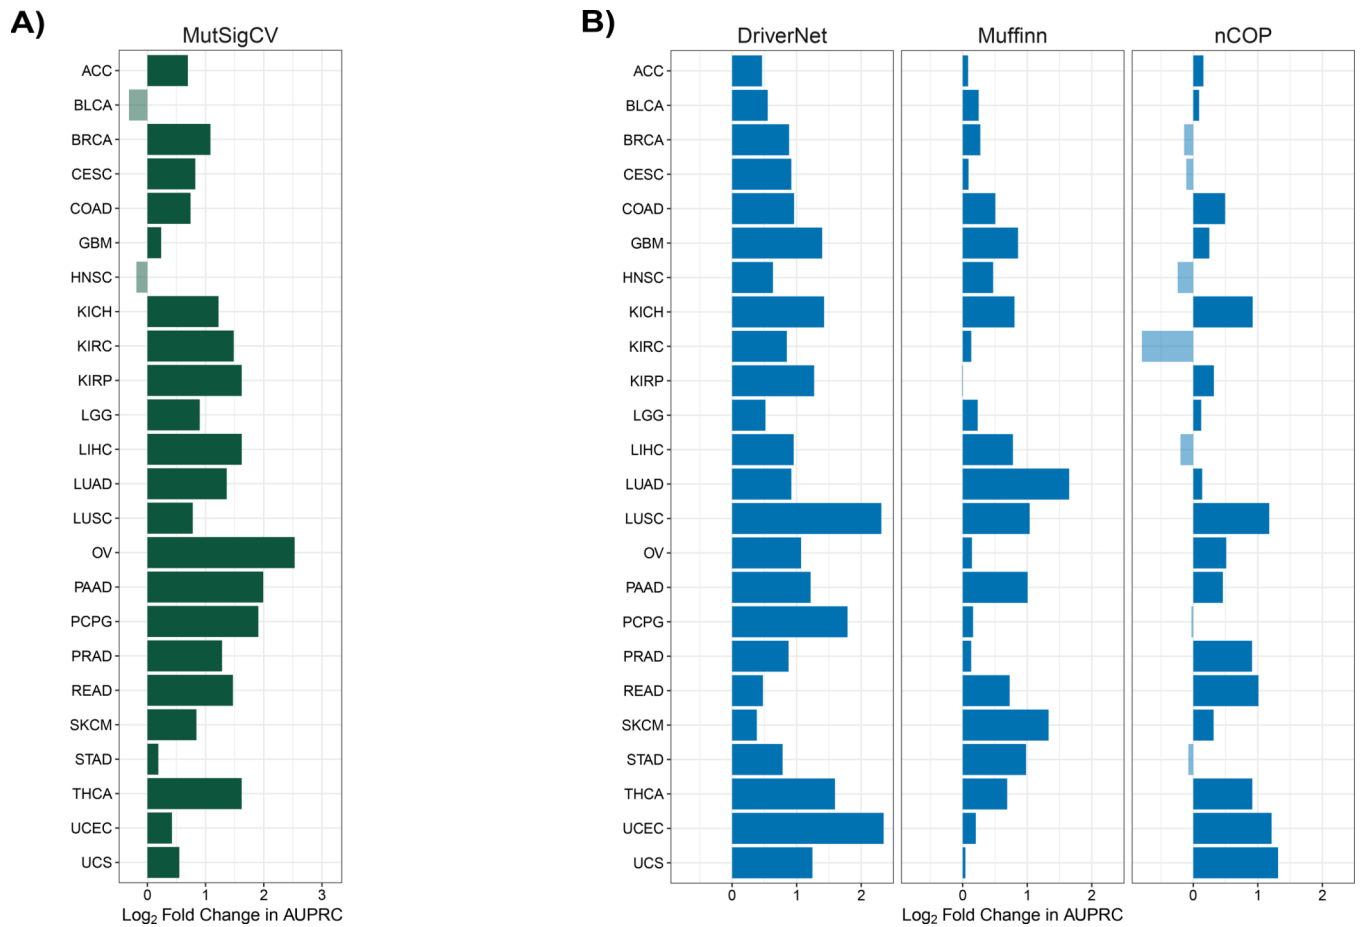 A)
MutSigCV
ACC
BLCA
BRCA
CESC
COAD
GBM
HNSC
KICH
KIRC
KIRP
LGG
LIHC
LUAD
LUSC
OV
PAAD
PCPG
PRAD
READ
SKCM
STAD
THCA
UCEC
UCS
0 1 2 3
Log2 Fold Change in AUPRC
B)
DriverNet Muffinn nCOP
ACC
BLCA
BRCA
CESC
COAD
GBM
HNSC
KICH
KIRC
KIRP
LGG
LIHC
LUAD
LUSC
OV
PAAD
PCPG
PRAD
READ
SKCM
STAD
THCA
UCEC
UCS
0 1 2 0 1 2 0 1 2
Log2 Fold Change in AUPRC